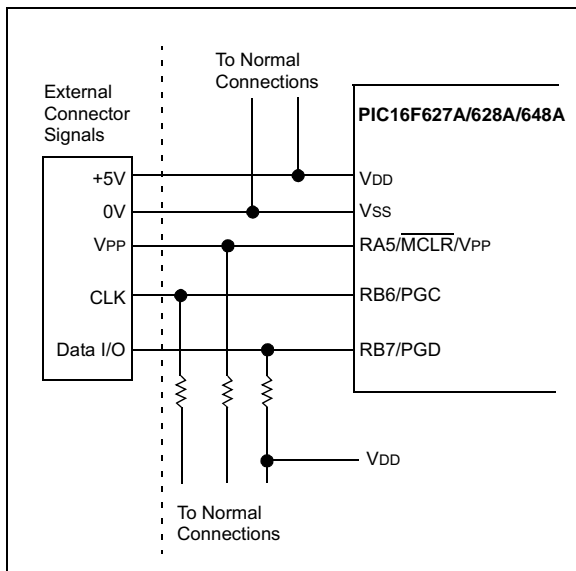 To Normal
Connections
External
Connector
Signals
PIC16F627A/628A/648A
+5V
VDD
0V
VSS
VPP
RA5/MCLR/VPP
CLK
RB6/PGC
Data I/O
RB7/PGD
VDD
To Normal
Connections